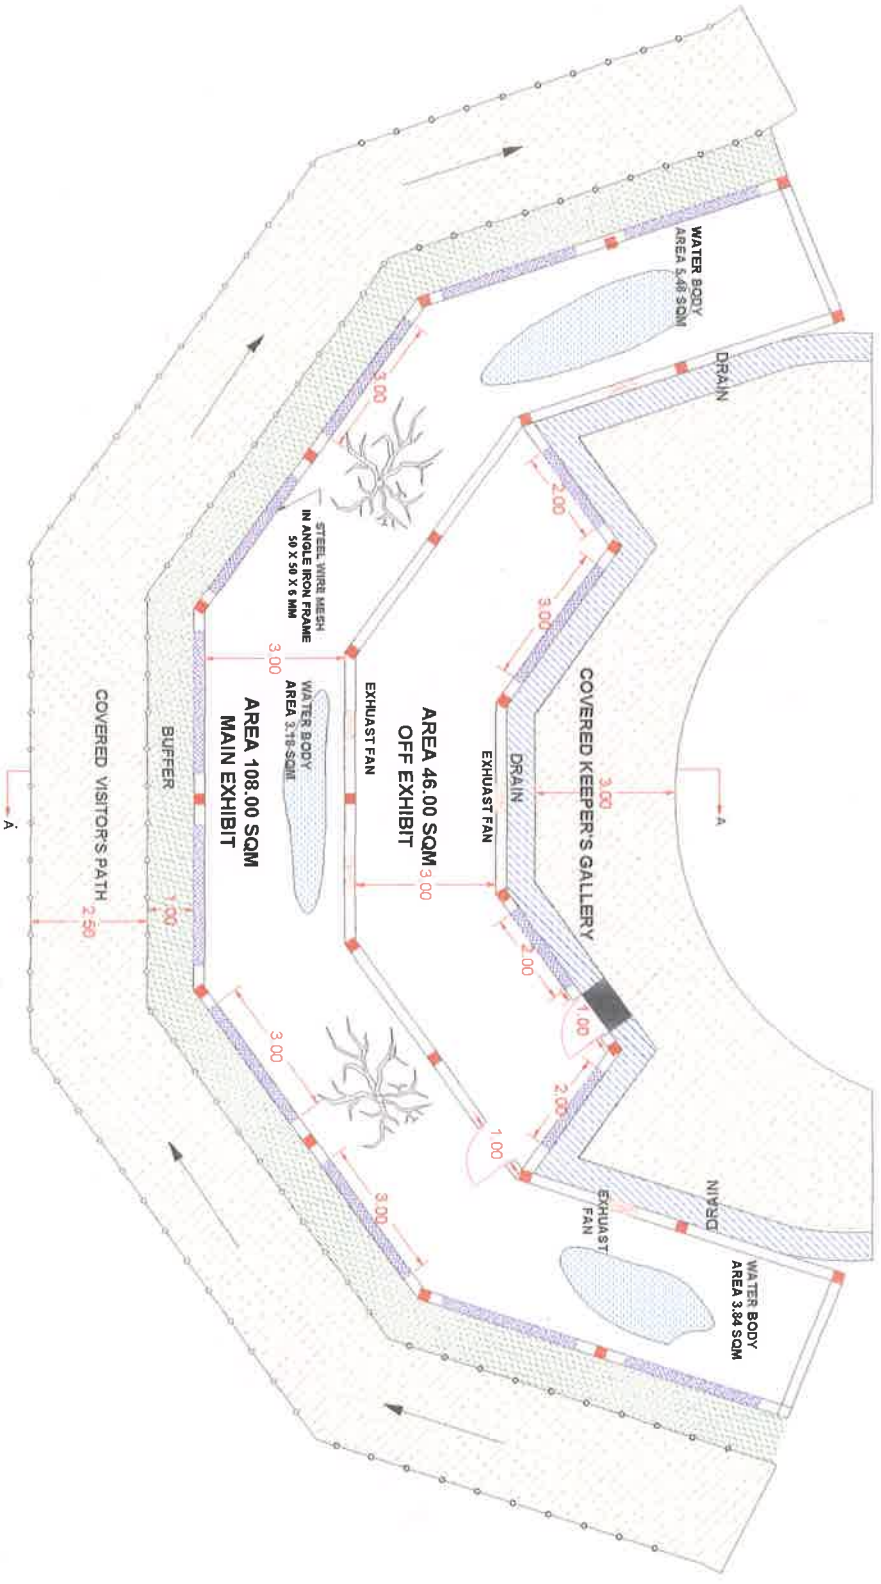 WATER BODY
AREA 3.84 SQM
DRAIN
A
DRAIN
WATER BODY
AREA 5.46 SQM
3.00
EXHUAST
FAN
COVERED KEEPER'S GALLERY
1.00
2.00
2.00
3.00
2.00
DRAIN
EXHUAST FAN
1.00
AREA 46.00 SQM
OFF EXHIBIT
3.00
3.00
3.00
EXHUAST FAN
STEEL WIRE MESH
IN ANGLE IRON FRAME
50 X 50 X 6 MM
WATER BODY
AREA 3.19 SQM
3.00
3.00
AREA 108.00 SQM
MAIN EXHIBIT
BUFFER
1.00
COVERED VISITOR'S PATH
2.50
A